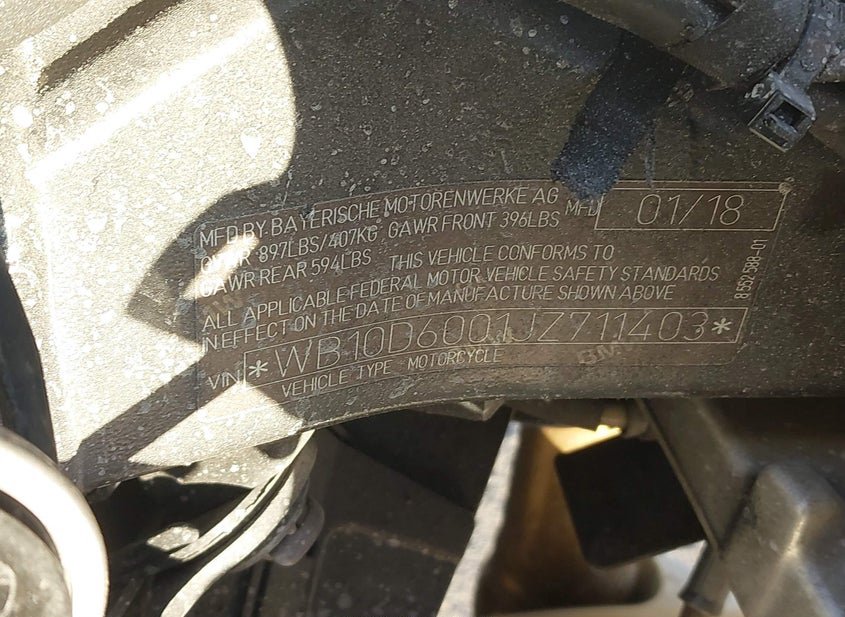 MFD BY BAYERISCHE MOTORENWERKE AG MFD 01/18
GVWR 897LBS/407KG GAWR FRONT 396LBS
GAWR REAR 594LBS THIS VEHICLE CONFORMS TO
ALL APPLICABLE FEDERAL MOTOR VEHICLE SAFETY STANDARDS
IN EFFECT ON THE DATE OF MANUFACTURE SHOWN ABOVE
VIN *WB10D6001JZ711403*
VEHICLE TYPE MOTORCYCLE
8 552 588-01